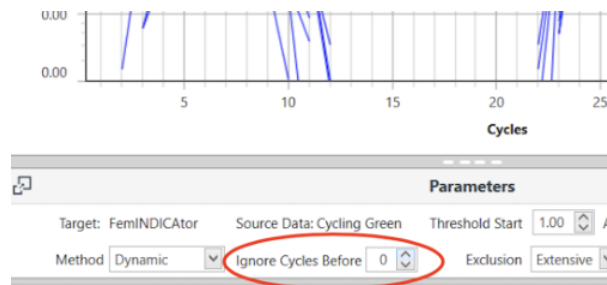 0.00
0.00
5 10 15 20 25
Cycles
Parameters
Target: FemINDICAtor Source Data: Cycling Green Threshold Start 1.00 A
Method Dynamic Ignore Cycles Before 0 Exclusion Extensive